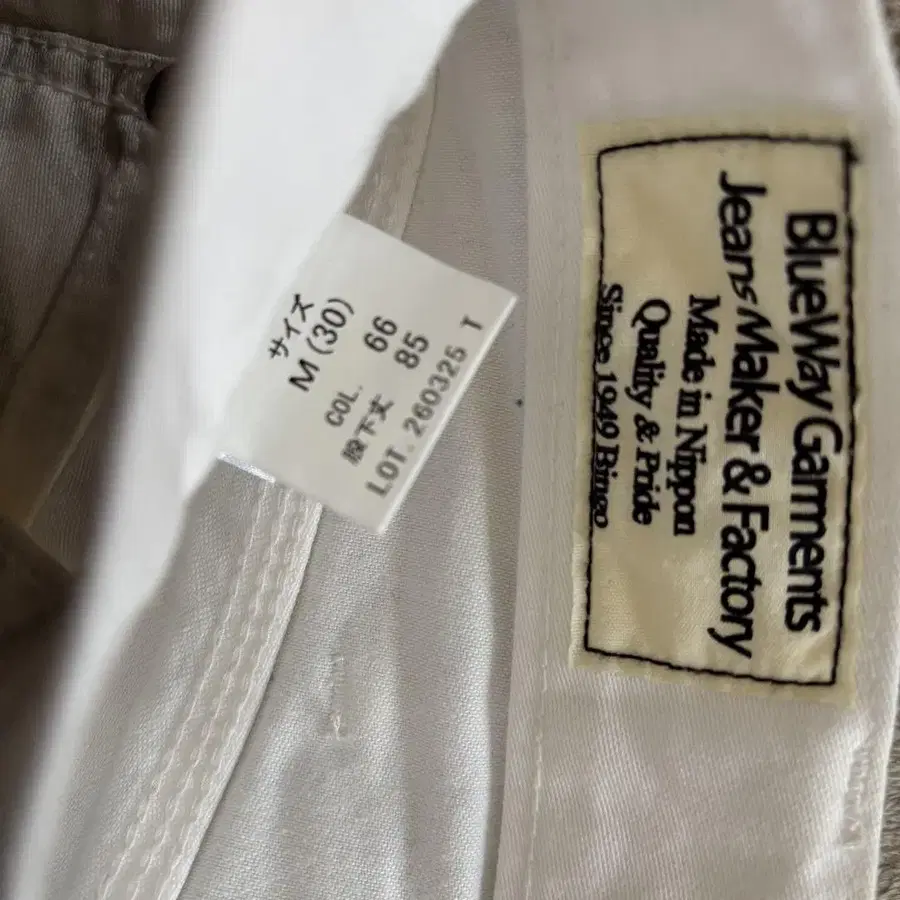 BlueWay Garments
Jeans Maker & Factory
Made in Nippon
Quality & Pride
Since 1949 Bingo
サイズ
M (30)
COL. 66
股下丈 85
LOT. 260325 T